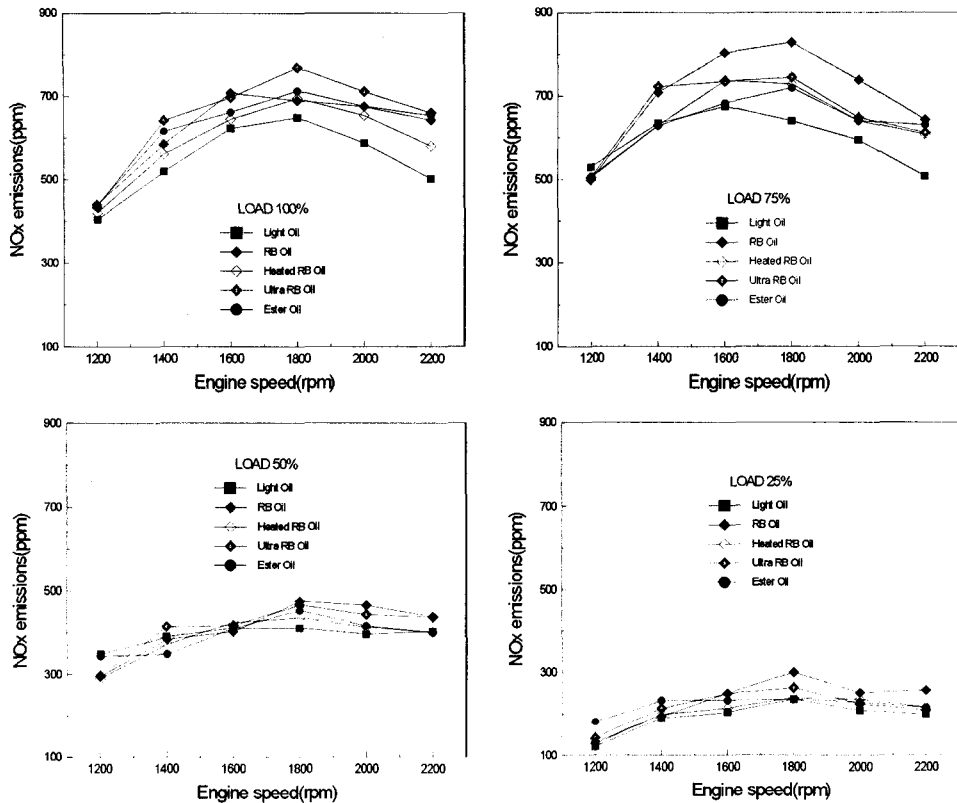 900
700
500
300
100
NOx emissions(ppm)
LOAD 100%
Light Oil
RB Oil
Heated RB Oil
Ultra RB Oil
Ester Oil
1200 1400 1600 1800 2000 2200
Engine speed(rpm)
900
700
500
300
100
NOx emissions(ppm)
LOAD 75%
Light Oil
RB Oil
Heated RB Oil
Ultra RB Oil
Ester Oil
1200 1400 1600 1800 2000 2200
Engine speed(rpm)
900
700
500
300
100
NOx emissions(ppm)
LOAD 50%
Light Oil
RB Oil
Heated RB Oil
Ultra RB Oil
Ester Oil
1200 1400 1600 1800 2000 2200
Engine speed(rpm)
900
700
500
300
100
NOx emissions(ppm)
LOAD 25%
Light Oil
RB Oil
Heated RB Oil
Ultra RB Oil
Ester Oil
1200 1400 1600 1800 2000 2200
Engine speed(rpm)